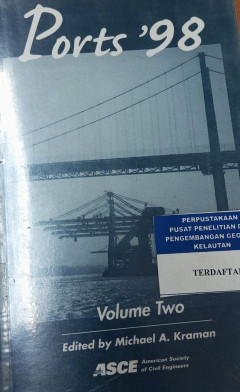 Ports '98
PERPUSTAKAAN
PUSAT PENELITIAN D
PENGEMBANGAN GEO
KELAUTAN
TERDAFTA
Volume Two
Edited by Michael A. Kraman
ASCE American Society
of Civil Engineers